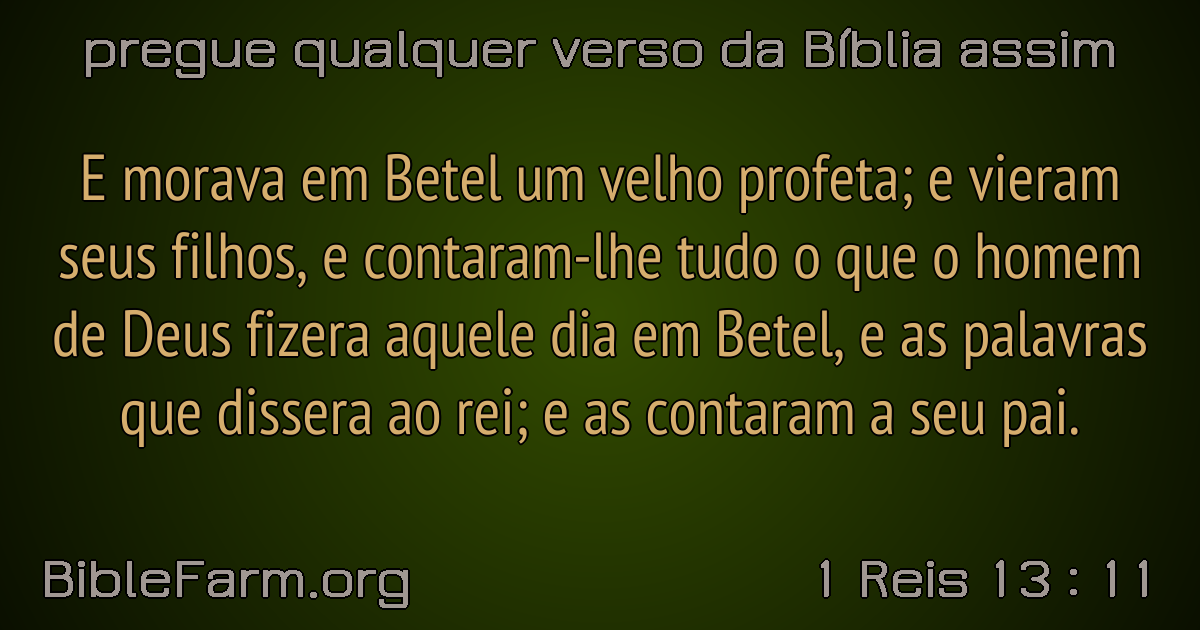 pregue qualquer verso da Bíblia assim
E morava em Betel um velho profeta; e vieram
seus filhos, e contaram-lhe tudo o que o homem
de Deus fizera aquele dia em Betel, e as palavras
que dissera ao rei; e as contaram a seu pai.
BibleFarm.org
1 Reis 13 : 11